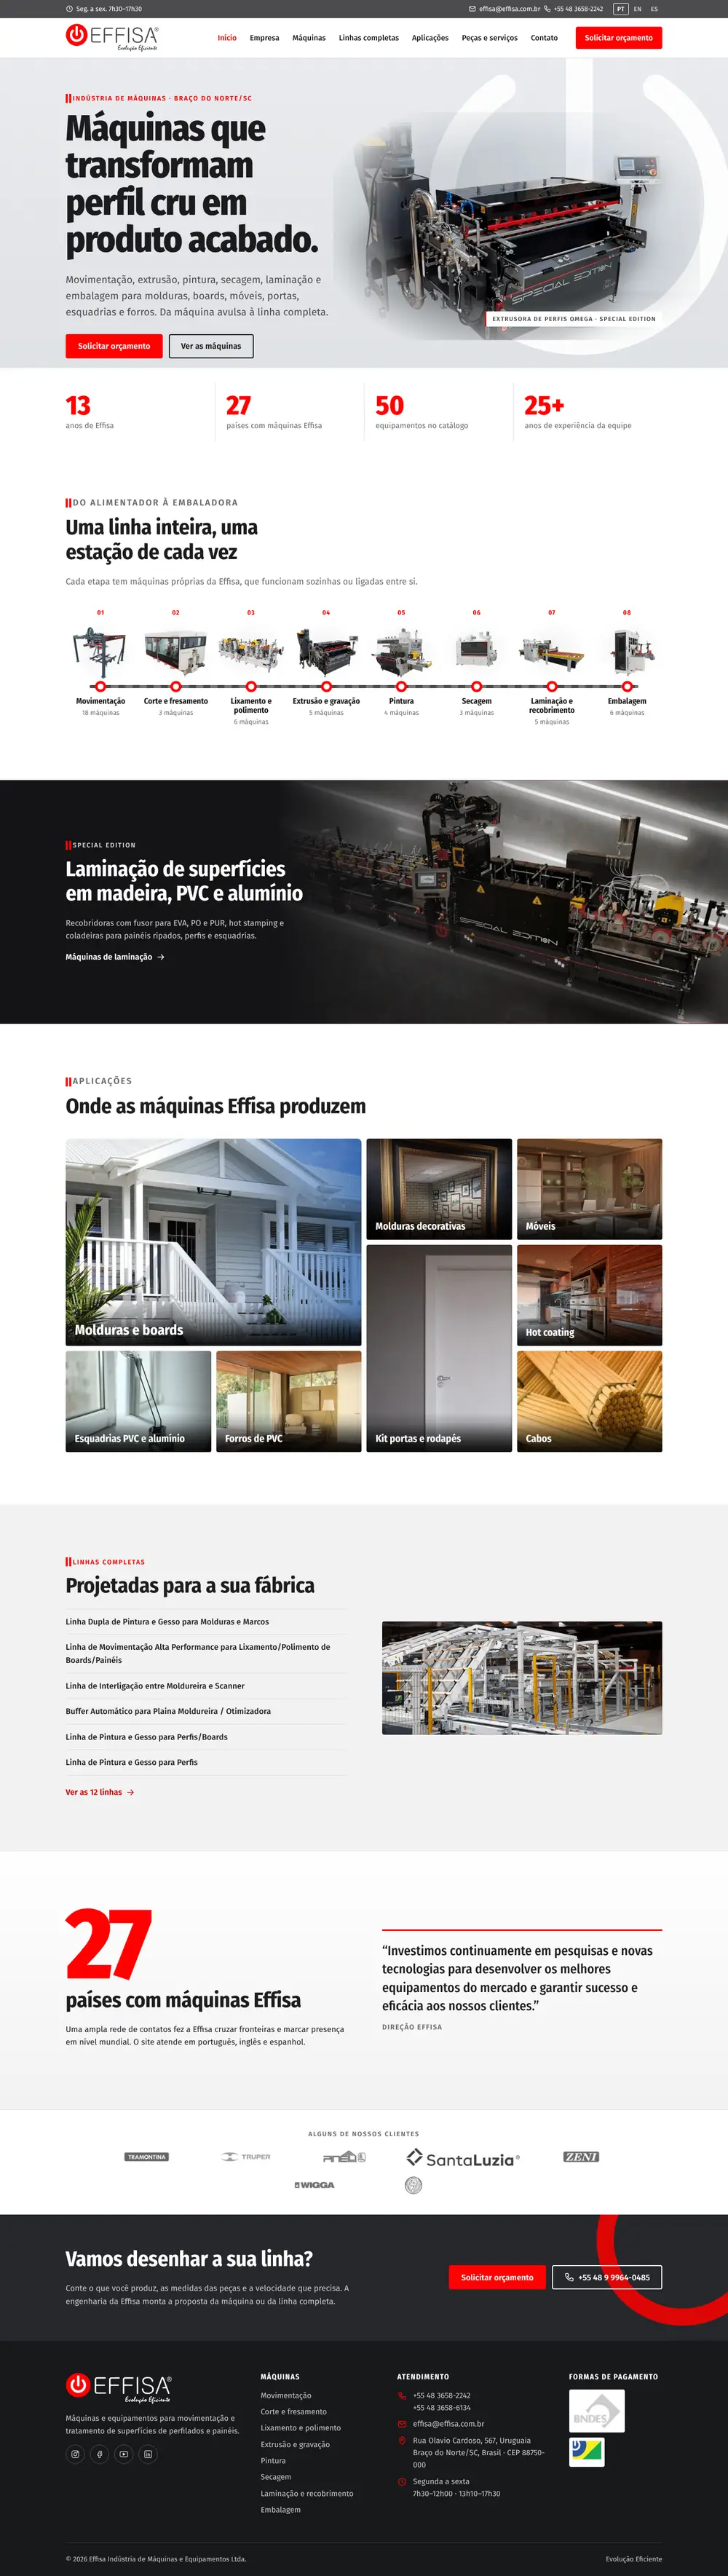 Seg. a sex. 7h30–17h30
effisa@effisa.com.br
+55 48 3658-2242
PT EN ES
EFFISA®
Evolução Eficiente
Início Empresa Máquinas Linhas completas Aplicações Peças e serviços Contato
Solicitar orçamento
INDÚSTRIA DE MÁQUINAS · BRAÇO DO NORTE/SC
Máquinas que
transformam
perfil cru em
produto acabado.
Movimentação, extrusão, pintura, secagem, laminação e
embalagem para molduras, boards, móveis, portas,
esquadrias e forros. Da máquina avulsa à linha completa.
Solicitar orçamento
Ver as máquinas
SPECIAL EDITION
EXTRUSORA DE PERFIS OMEGA · SPECIAL EDITION
13
anos de Effisa
27
países com máquinas Effisa
50
equipamentos no catálogo
25+
anos de experiência da equipe
DO ALIMENTADOR À EMBALADORA
Uma linha inteira, uma
estação de cada vez
Cada etapa tem máquinas próprias da Effisa, que funcionam sozinhas ou ligadas entre si.
01
Movimentação
18 máquinas
02
Corte e fresamento
3 máquinas
03
Lixamento e
polimento
6 máquinas
04
Extrusão e gravação
5 máquinas
05
Pintura
4 máquinas
06
Secagem
3 máquinas
07
Laminação e
recobrimento
5 máquinas
08
Embalagem
6 máquinas
SPECIAL EDITION
Laminação de superfícies
em madeira, PVC e alumínio
Recobridoras com fusor para EVA, PO e PUR, hot stamping e
coladeiras para painéis ripados, perfis e esquadrias.
Máquinas de laminação
SPECIAL EDITION
APLICAÇÕES
Onde as máquinas Effisa produzem
Molduras e boards
Molduras decorativas
Móveis
Hot coating
Esquadrias PVC e alumínio
Forros de PVC
Kit portas e rodapés
Cabos
LINHAS COMPLETAS
Projetadas para a sua fábrica
Linha Dupla de Pintura e Gesso para Molduras e Marcos
Linha de Movimentação Alta Performance para Lixamento/Polimento de
Boards/Painéis
Linha de Interligação entre Moldureira e Scanner
Buffer Automático para Plaina Moldureira / Otimizadora
Linha de Pintura e Gesso para Perfis/Boards
Linha de Pintura e Gesso para Perfis
Ver as 12 linhas
27
países com máquinas Effisa
Uma ampla rede de contatos fez a Effisa cruzar fronteiras e marcar presença
em nível mundial. O site atende em português, inglês e espanhol.
“Investimos continuamente em pesquisas e novas
tecnologias para desenvolver os melhores
equipamentos do mercado e garantir sucesso e
eficácia aos nossos clientes.”
DIREÇÃO EFFISA
ALGUNS DE NOSSOS CLIENTES
TRAMONTINA
TRUPER
SantaLuzia®
ZENI
WIGGA
Vamos desenhar a sua linha?
Conte o que você produz, as medidas das peças e a velocidade que precisa. A
engenharia da Effisa monta a proposta da máquina ou da linha completa.
Solicitar orçamento
+55 48 9 9964-0485
EFFISA®
Evolução Eficiente
Máquinas e equipamentos para movimentação e
tratamento de superfícies de perfilados e painéis.
MÁQUINAS
Movimentação
Corte e fresamento
Lixamento e polimento
Extrusão e gravação
Pintura
Secagem
Laminação e recobrimento
Embalagem
ATENDIMENTO
+55 48 3658-2242
+55 48 3658-6134
effisa@effisa.com.br
Rua Olavio Cardoso, 567, Uruguaia
Braço do Norte/SC, Brasil · CEP 88750-
000
Segunda a sexta
7h30–12h00 · 13h10–17h30
FORMAS DE PAGAMENTO
BNDES
© 2026 Effisa Indústria de Máquinas e Equipamentos Ltda.
Evolução Eficiente